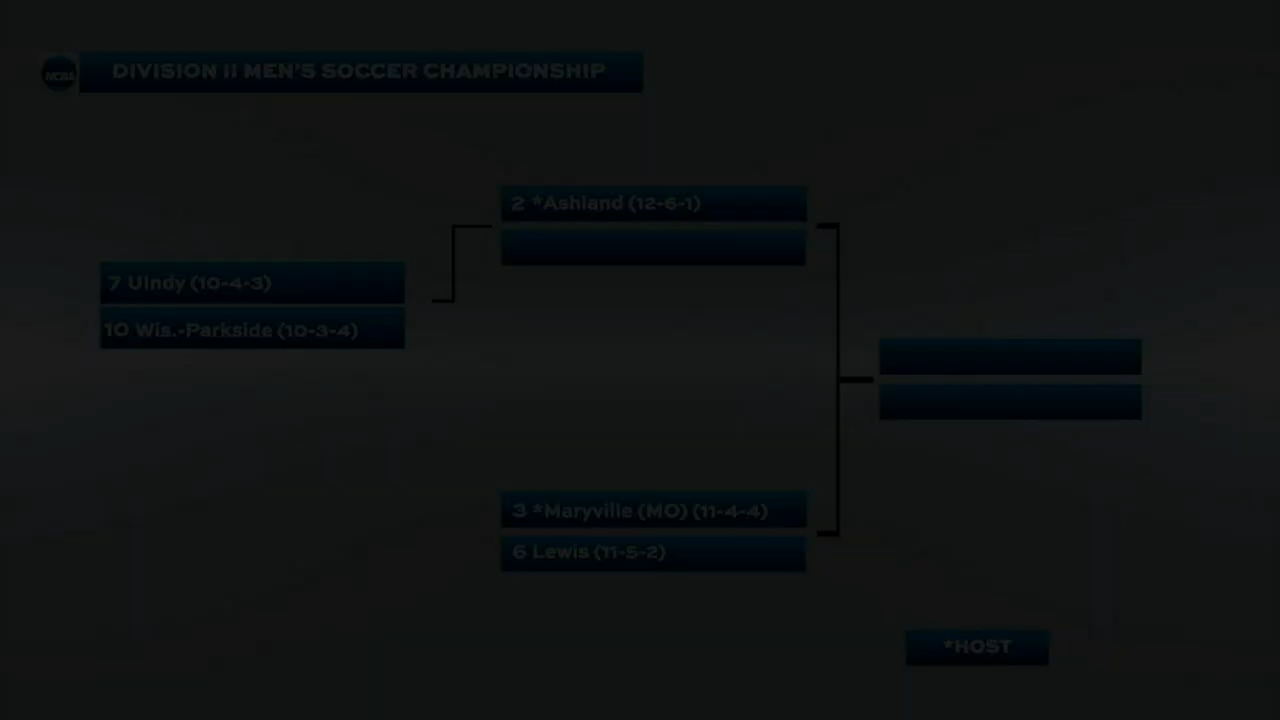 NCAA
DIVISION II MEN'S SOCCER CHAMPIONSHIP
2 *Ashland (12-6-1)
7 UIndy (10-4-3)
10 Wis.-Parkside (10-3-4)
3 *Maryville (MO) (11-4-4)
6 Lewis (11-5-2)
*HOST